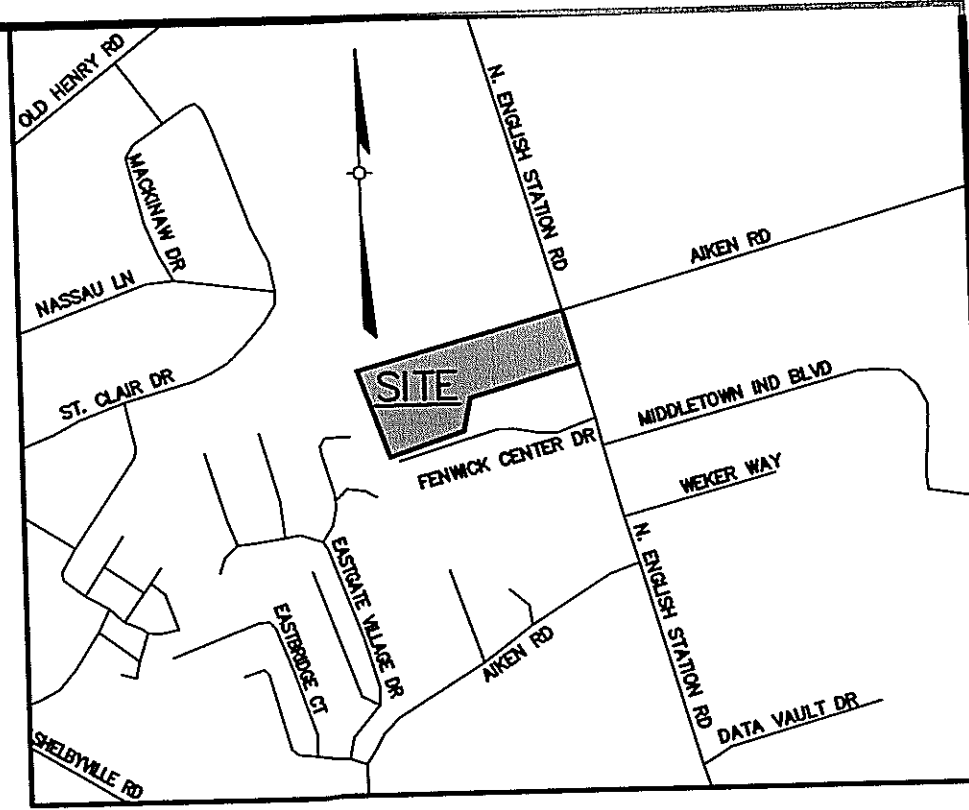 OLD HENRY RD
N. ENGLISH STATION RD
MACKINAW DR
AIKEN RD
NASSAU LN
SITE
ST. CLAIR DR
MIDDLETOWN IND BLVD
FENWICK CENTER DR
WEKER WAY
N. ENGLISH STATION RD
EASTGATE VILLAGE DR
EASTBRIDGE CT
AIKEN RD
DATA VAULT DR
SHELBYVILLE RD